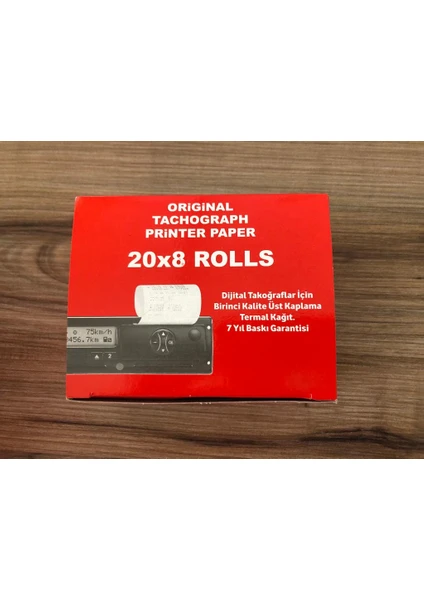 ORiGiNAL
TACHOGRAPH
PRiNTER PAPER
20x8 ROLLS
Dijital Takoğraflar İçin
Birinci Kalite Üst Kaplama
Termal Kağıt.
7 Yıl Baskı Garantisi
75km/h
456.7km
2